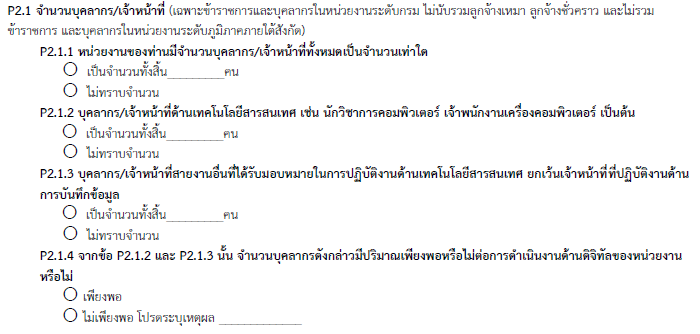 P2.1 จำนวนบุคลากร/เจ้าหน้าที่ (เฉพาะข้าราชการและบุคลากรในหน่วยงานระดับกรม ไม่นับรวมลูกจ้างเหมา ลูกจ้างชั่วคราว และไม่รวม
ข้าราชการ และบุคลากรในหน่วยงานระดับภูมิภาคภายใต้สังกัด)
P2.1.1 หน่วยงานของท่านมีจำนวนบุคลากร/เจ้าหน้าที่ทั้งหมดเป็นจำนวนเท่าใด
เป็นจำนวนทั้งสิ้น_________คน
ไม่ทราบจำนวน
P2.1.2 บุคลากร/เจ้าหน้าที่ด้านเทคโนโลยีสารสนเทศ เช่น นักวิชาการคอมพิวเตอร์ เจ้าพนักงานเครื่องคอมพิวเตอร์ เป็นต้น
เป็นจำนวนทั้งสิ้น_________คน
ไม่ทราบจำนวน
P2.1.3 บุคลากร/เจ้าหน้าที่สายงานอื่นที่ได้รับมอบหมายในการปฏิบัติงานด้านเทคโนโลยีสารสนเทศ ยกเว้นเจ้าหน้าที่ที่ปฏิบัติงานด้าน
การบันทึกข้อมูล
เป็นจำนวนทั้งสิ้น_________คน
ไม่ทราบจำนวน
P2.1.4 จากข้อ P2.1.2 และ P2.1.3 นั้น จำนวนบุคลากรดังกล่าวมีปริมาณเพียงพอหรือไม่ต่อการดำเนินงานด้านดิจิทัลของหน่วยงาน
หรือไม่
เพียงพอ
ไม่เพียงพอ โปรดระบุเหตุผล _____________